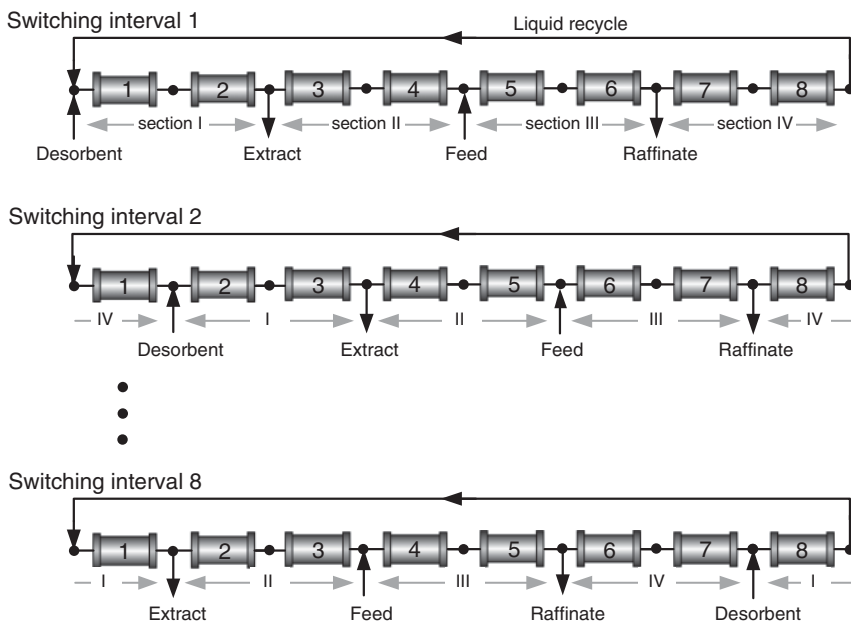 Switching interval 1
Liquid recycle
1 2 3 4 5 6 7 8
section I section II section III section IV
Desorbent Extract Feed Raffinate
Switching interval 2
1 2 3 4 5 6 7 8
IV I II III IV
Desorbent Extract Feed Raffinate
Switching interval 8
1 2 3 4 5 6 7 8
I II III IV I
Extract Feed Raffinate Desorbent